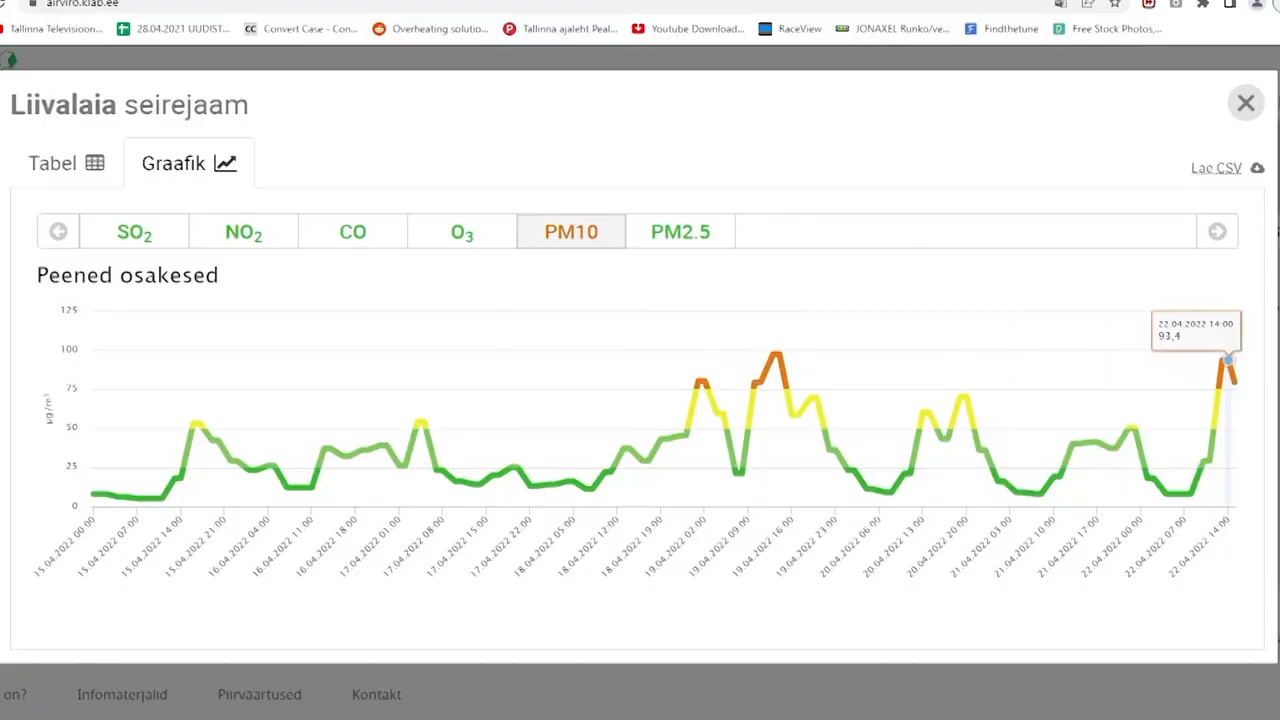 airviro.klab.ee
Tallinna Televisioon... 28.04.2021 UUDIST... CC Convert Case - Con... Overheating solutio... Tallinna ajaleht Peal... Youtube Download... RaceView JONAXEL Runko/ve... Findthetune Free Stock Photos,...
Liivalaia seirejaam
Tabel Graafik
Lae CSV
SO2 NO2 CO O3 PM10 PM2.5
Peened osakesed
125
100
75
50
25
0
µg/m³
22.04.2022 14:00
93,4
15.04.2022 00:00 15.04.2022 07:00 15.04.2022 14:00 15.04.2022 21:00 16.04.2022 04:00 16.04.2022 11:00 16.04.2022 18:00 17.04.2022 01:00 17.04.2022 08:00 17.04.2022 15:00 17.04.2022 22:00 18.04.2022 05:00 18.04.2022 12:00 18.04.2022 19:00 19.04.2022 02:00 19.04.2022 09:00 19.04.2022 16:00 19.04.2022 23:00 20.04.2022 06:00 20.04.2022 13:00 20.04.2022 20:00 21.04.2022 03:00 21.04.2022 10:00 21.04.2022 17:00 22.04.2022 00:00 22.04.2022 07:00 22.04.2022 14:00
on? Infomaterjalid Piirväärtused Kontakt